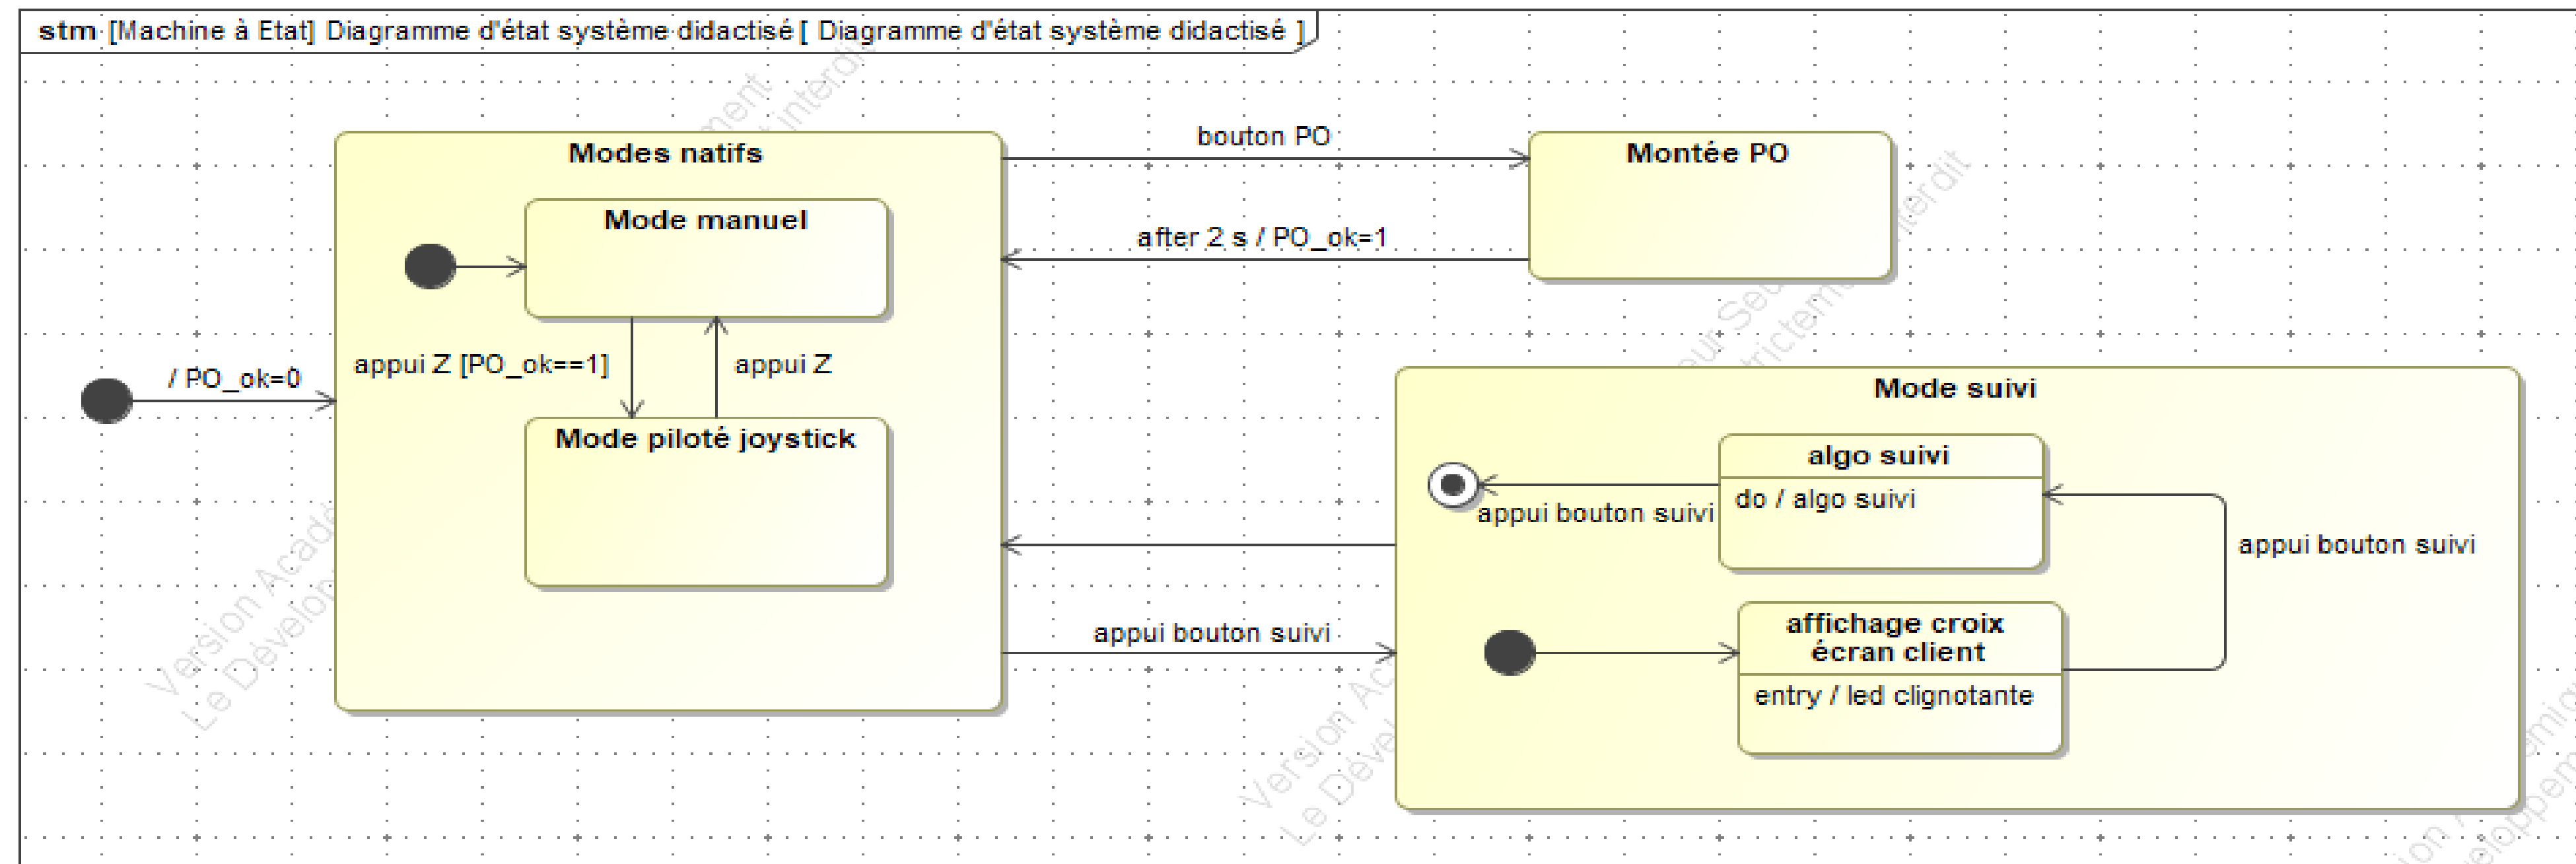 stm [Machine à Etat] Diagramme d'état système didactisé [ Diagramme d'état système didactisé ]
Modes natifs
bouton PO
Montée PO
Mode manuel
after 2 s / PO_ok=1
/ PO_ok=0
appui Z [PO_ok==1]
appui Z
Mode suivi
Mode piloté joystick
algo suivi
do / algo suivi
appui bouton suivi
appui bouton suivi
appui bouton suivi
affichage croix
écran client
entry / led clignotante